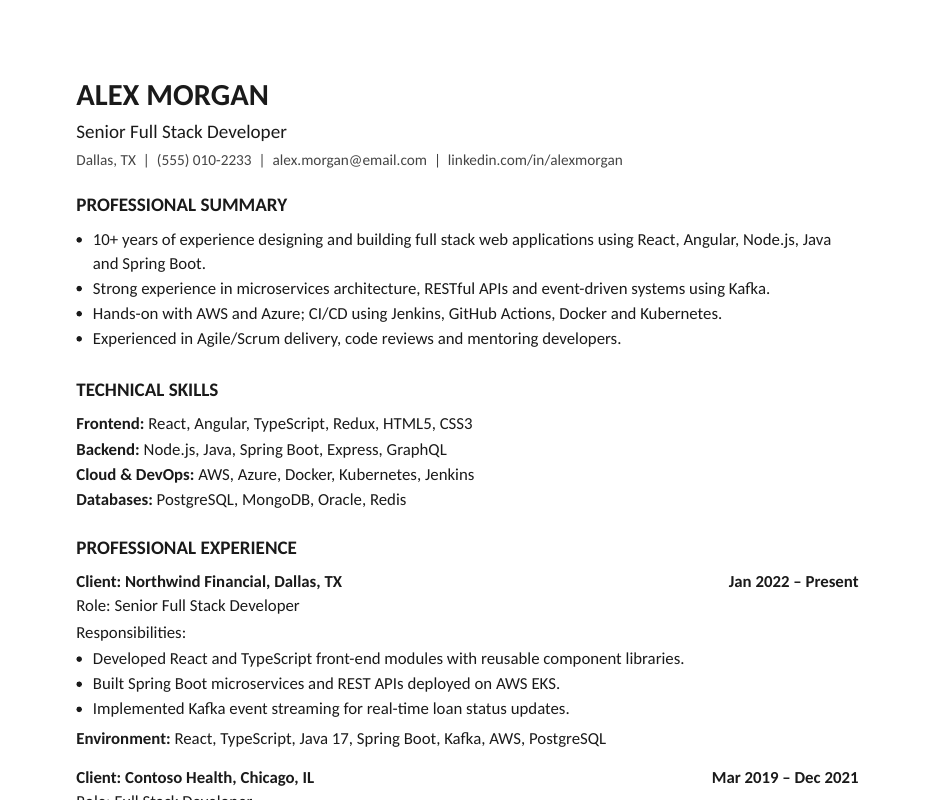 ALEX MORGAN
Senior Full Stack Developer
Dallas, TX | (555) 010-2233 | alex.morgan@email.com | linkedin.com/in/alexmorgan
PROFESSIONAL SUMMARY
• 10+ years of experience designing and building full stack web applications using React, Angular, Node.js, Java
and Spring Boot.
• Strong experience in microservices architecture, RESTful APIs and event-driven systems using Kafka.
• Hands-on with AWS and Azure; CI/CD using Jenkins, GitHub Actions, Docker and Kubernetes.
• Experienced in Agile/Scrum delivery, code reviews and mentoring developers.
TECHNICAL SKILLS
Frontend: React, Angular, TypeScript, Redux, HTML5, CSS3
Backend: Node.js, Java, Spring Boot, Express, GraphQL
Cloud & DevOps: AWS, Azure, Docker, Kubernetes, Jenkins
Databases: PostgreSQL, MongoDB, Oracle, Redis
PROFESSIONAL EXPERIENCE
Client: Northwind Financial, Dallas, TX Jan 2022 – Present
Role: Senior Full Stack Developer
Responsibilities:
• Developed React and TypeScript front-end modules with reusable component libraries.
• Built Spring Boot microservices and REST APIs deployed on AWS EKS.
• Implemented Kafka event streaming for real-time loan status updates.
Environment: React, TypeScript, Java 17, Spring Boot, Kafka, AWS, PostgreSQL
Client: Contoso Health, Chicago, IL Mar 2019 – Dec 2021
Role: Full Stack Developer